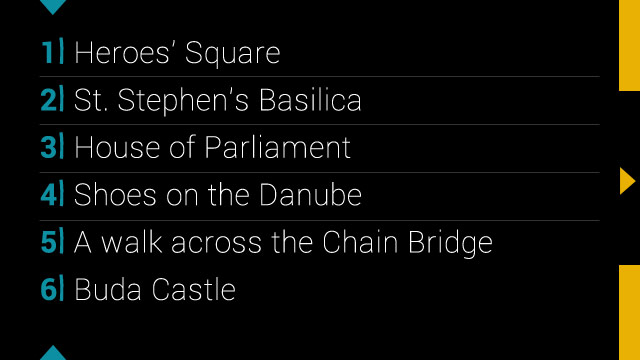 1) Heroes' Square
2) St. Stephen's Basilica
3) House of Parliament
4) Shoes on the Danube
5) A walk across the Chain Bridge
6) Buda Castle